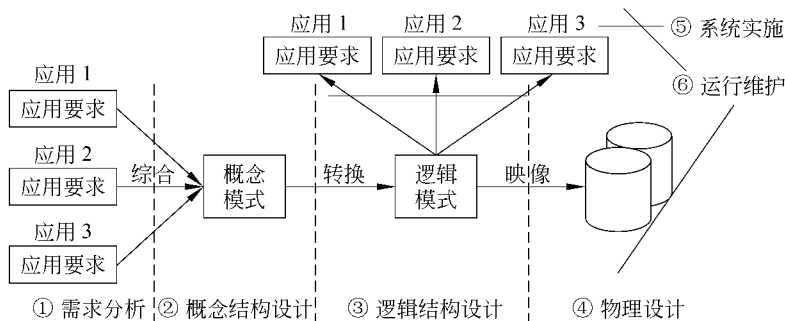 应用 1
应用 2
应用 3
⑤ 系统实施
应用要求
应用要求
应用要求
⑥ 运行维护
应用 1
应用要求
应用 2
应用要求
应用 3
应用要求
综合
概念
模式
转换
逻辑
模式
映像
① 需求分析
② 概念结构设计
③ 逻辑结构设计
④ 物理设计